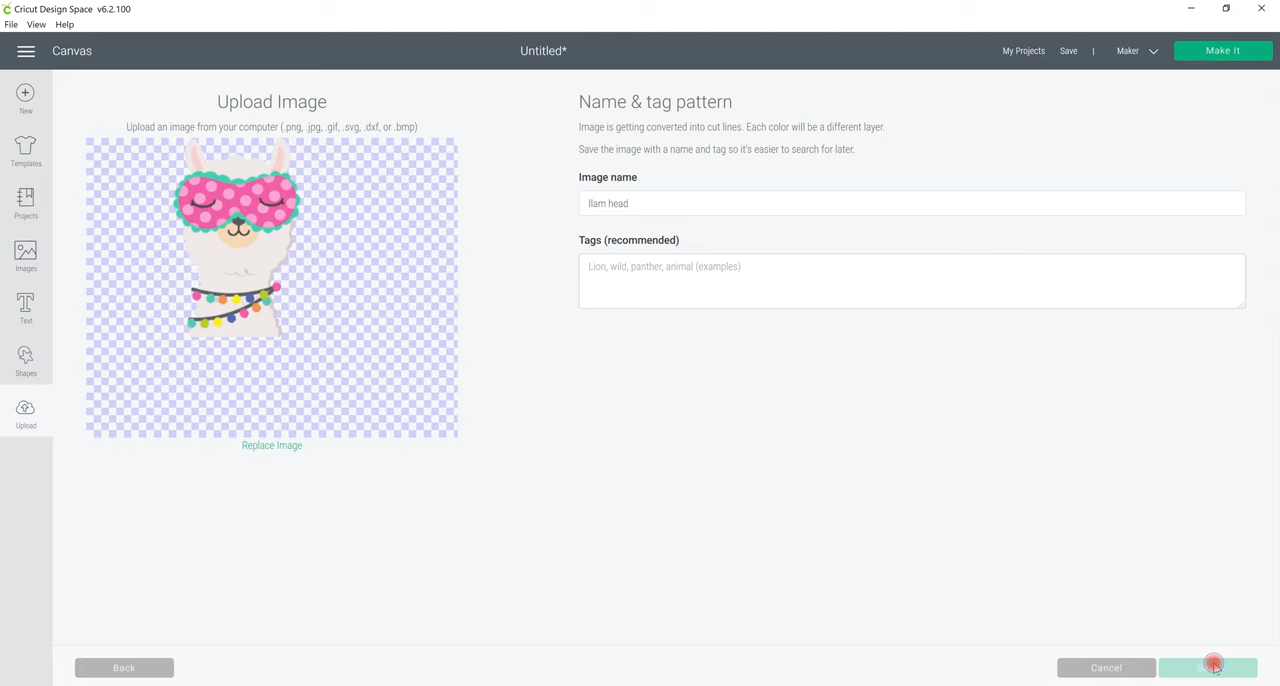 Cricut Design Space v6.2.100
File View Help
Canvas
Untitled*
My Projects Save | Maker Make It
New
Templates
Projects
Images
Text
Shapes
Upload
Upload Image
Upload an image from your computer (.png, .jpg, .gif, .svg, .dxf, or .bmp)
Replace Image
Name & tag pattern
Image is getting converted into cut lines. Each color will be a different layer.
Save the image with a name and tag so it's easier to search for later.
Image name
llam head
Tags (recommended)
Lion, wild, panther, animal (examples)
Back
Cancel